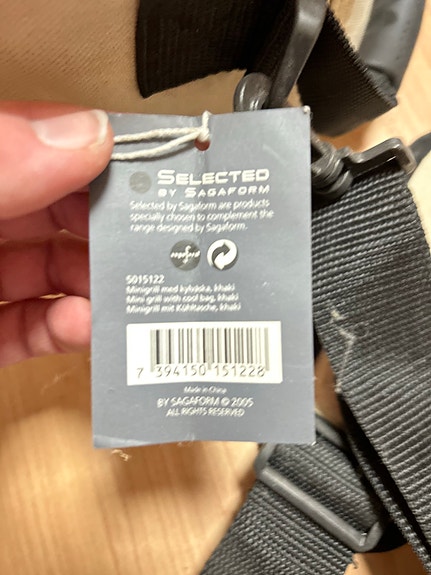 SELECTED
BY SAGAFORM
Selected by Sagaform are products
specially chosen to complement the
range designed by Sagaform.
5015122
Minigrill med kylväska, khaki
Mini grill with cool bag, khaki
Minigrill mit Kühltasche, khaki
7 394150 151228
Made in China
BY SAGAFORM © 2005
ALL RIGHTS RESERVED